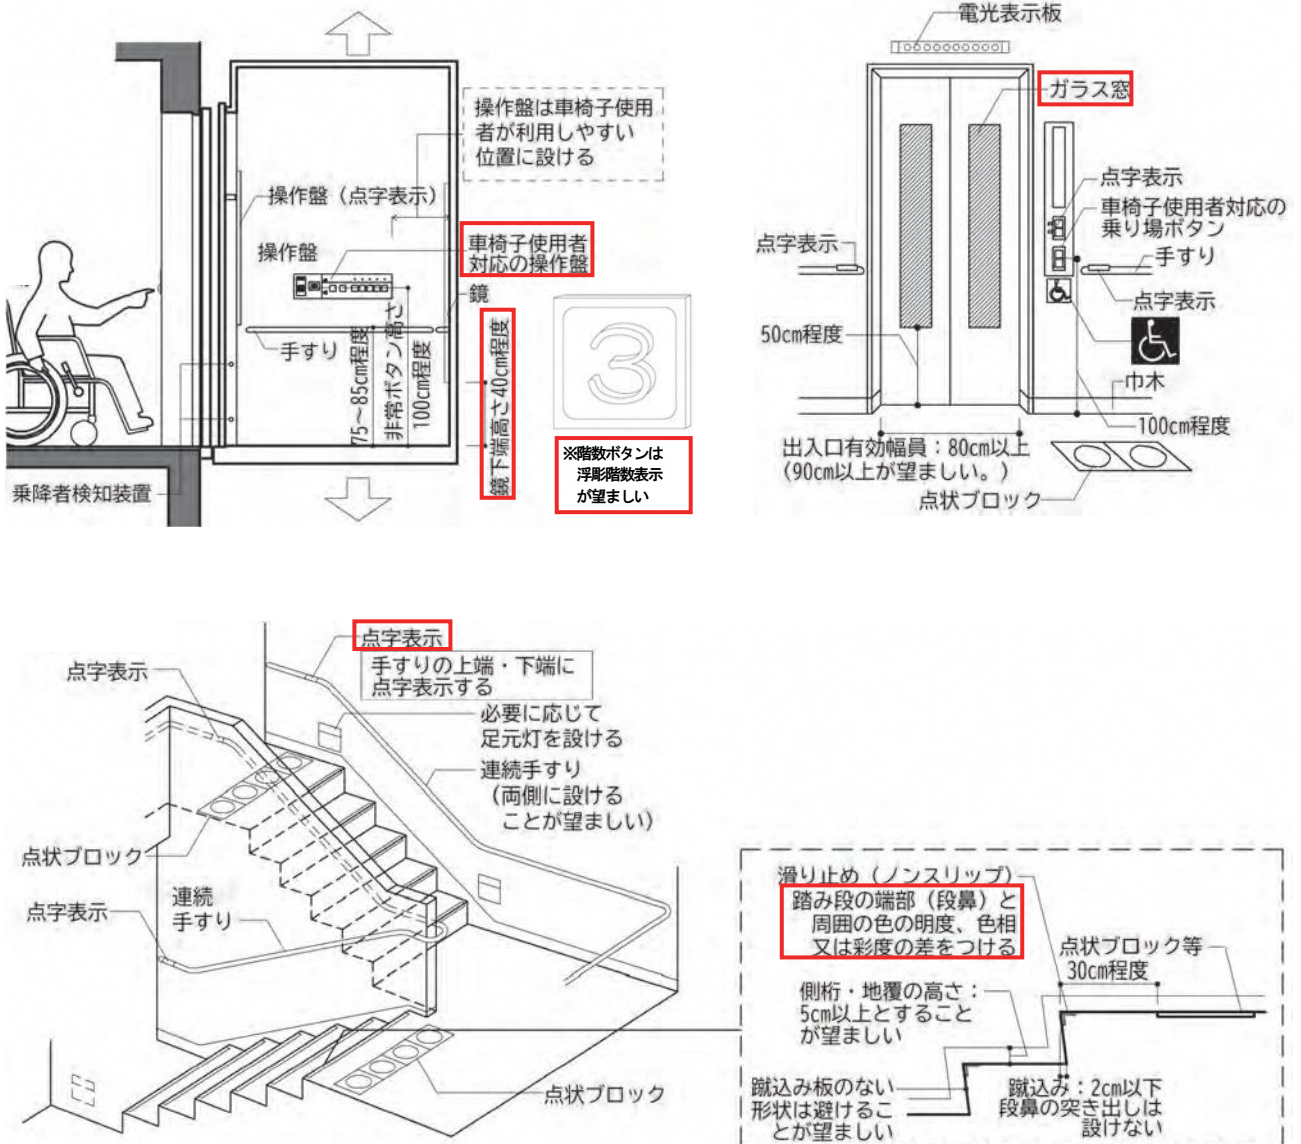 操作盤は車椅子使用
者が利用しやすい
位置に設ける
操作盤（点字表示）
操作盤
車椅子使用者
対応の操作盤
鏡
手すり
75～85cm程度
非常ボタン高さ
100cm程度
鏡下端高さ40cm程度
乗降者検知装置
3
※階数ボタンは
浮彫階数表示
が望ましい
電光表示板
ガラス窓
点字表示
車椅子使用者対応の
乗り場ボタン
点字表示
手すり
点字表示
50cm程度
巾木
100cm程度
出入口有効幅員：80cm以上
（90cm以上が望ましい。）
点状ブロック
点字表示
手すりの上端・下端に
点字表示する
点字表示
必要に応じて
足元灯を設ける
連続手すり
（両側に設ける
ことが望ましい）
点状ブロック
連続
手すり
点字表示
点状ブロック
滑り止め（ノンスリップ）
踏み段の端部（段鼻）と
周囲の色の明度、色相
又は彩度の差をつける
点状ブロック等
30cm程度
側桁・地覆の高さ：
5cm以上とすること
が望ましい
蹴込み板のない
形状は避けるこ
とが望ましい
蹴込み：2cm以下
段鼻の突き出しは
設けない